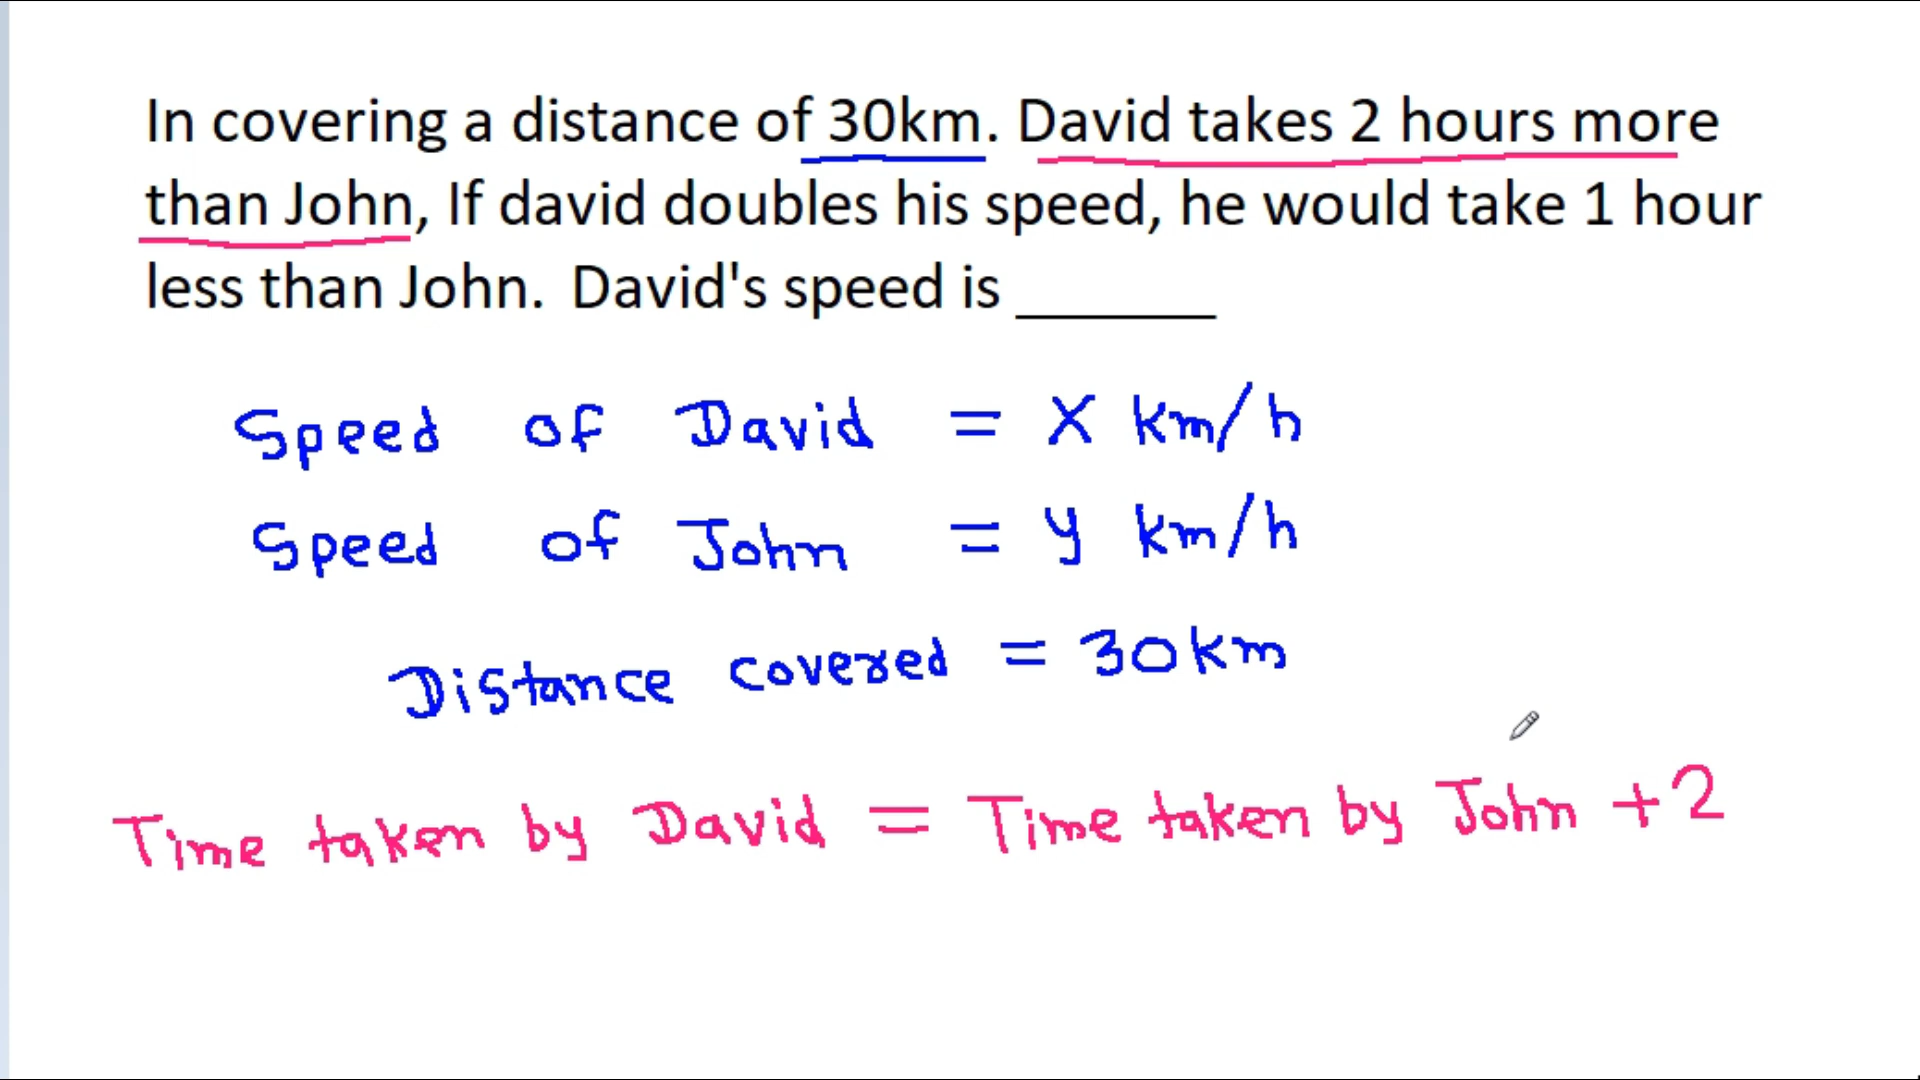 In covering a distance of 30km. David takes 2 hours more
than John, If david doubles his speed, he would take 1 hour
less than John. David's speed is ______
Speed of David = X km/h
Speed of John = y km/h
Distance covered = 30km
Time taken by David = Time taken by John +2